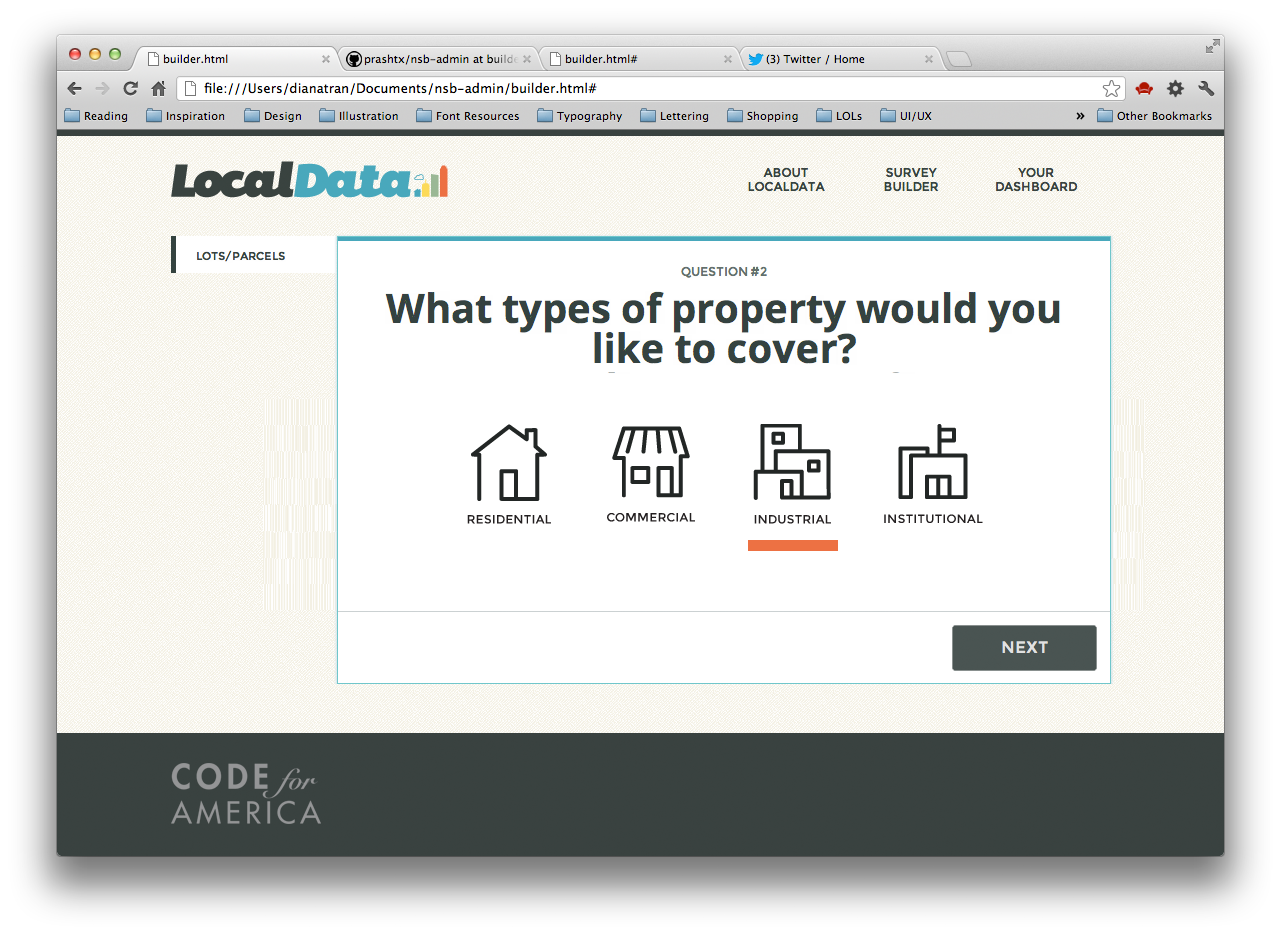 builder.html
prashtx/nsb-admin at builde
builder.html#
(3) Twitter / Home
file:///Users/dianatran/Documents/nsb-admin/builder.html#
Reading
Inspiration
Design
Illustration
Font Resources
Typography
Lettering
Shopping
LOLs
UI/UX
»
Other Bookmarks
LocalData
ABOUT
LOCALDATA
SURVEY
BUILDER
YOUR
DASHBOARD
LOTS/PARCELS
QUESTION #2
What types of property would you
like to cover?
RESIDENTIAL
COMMERCIAL
INDUSTRIAL
INSTITUTIONAL
NEXT
CODE for
AMERICA